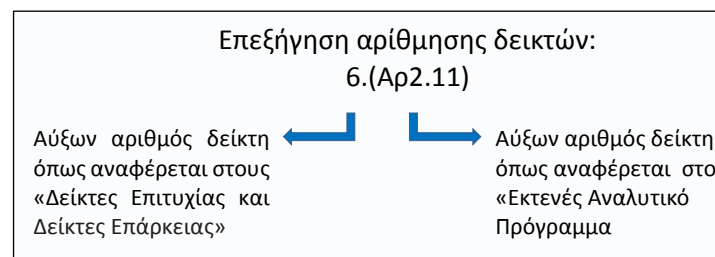 Επεξήγηση αρίθμησης δεικτών:
6.(Αρ2.11)
Αύξων αριθμός δείκτη
όπως αναφέρεται στους
«Δείκτες Επιτυχίας και
Δείκτες Επάρκειας»
Αύξων αριθμός δείκτη
όπως αναφέρεται στο
«Εκτενές Αναλυτικό
Πρόγραμμα